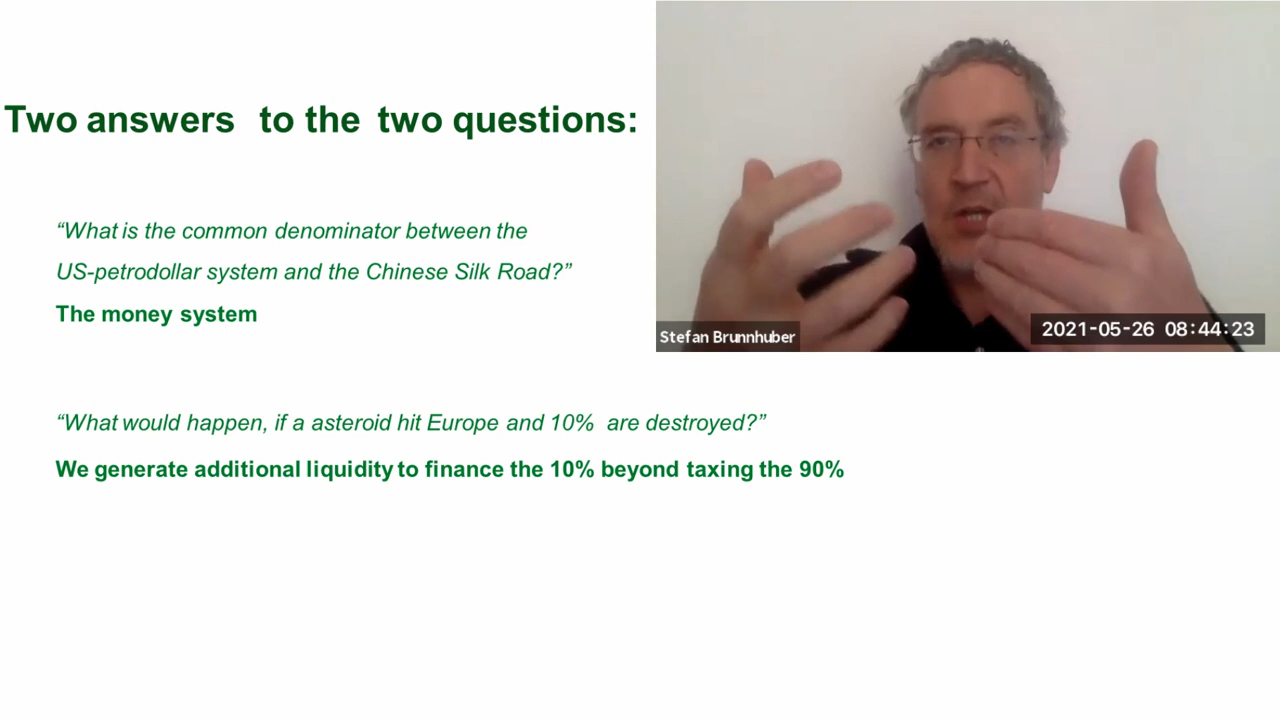 Two answers to the two questions:
“What is the common denominator between the
US-petrodollar system and the Chinese Silk Road?”
The money system
“What would happen, if a asteroid hit Europe and 10% are destroyed?”
We generate additional liquidity to finance the 10% beyond taxing the 90%
Stefan Brunnhuber
2021-05-26 08:44:23